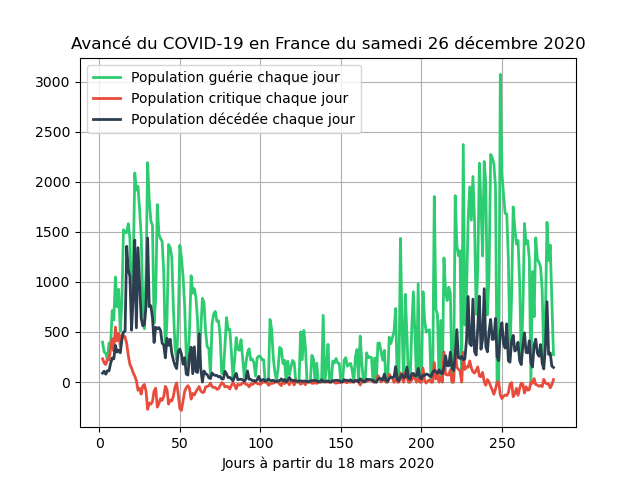 Avancé du COVID-19 en France du samedi 26 décembre 2020
Population guérie chaque jour
Population critique chaque jour
Population décédée chaque jour
3000
2500
2000
1500
1000
500
0
0 50 100 150 200 250
Jours à partir du 18 mars 2020